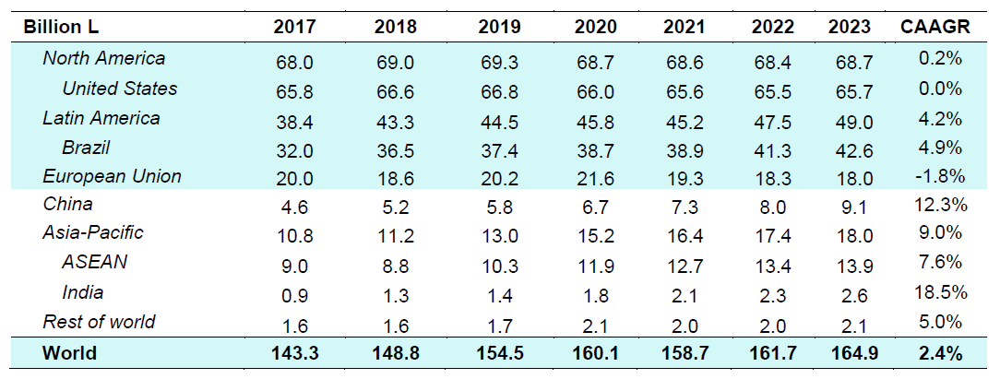 Billion L 2017 2018 2019 2020 2021 2022 2023 CAAGR
North America 68.0 69.0 69.3 68.7 68.6 68.4 68.7 0.2%
United States 65.8 66.6 66.8 66.0 65.6 65.5 65.7 0.0%
Latin America 38.4 43.3 44.5 45.8 45.2 47.5 49.0 4.2%
Brazil 32.0 36.5 37.4 38.7 38.9 41.3 42.6 4.9%
European Union 20.0 18.6 20.2 21.6 19.3 18.3 18.0 -1.8%
China 4.6 5.2 5.8 6.7 7.3 8.0 9.1 12.3%
Asia-Pacific 10.8 11.2 13.0 15.2 16.4 17.4 18.0 9.0%
ASEAN 9.0 8.8 10.3 11.9 12.7 13.4 13.9 7.6%
India 0.9 1.3 1.4 1.8 2.1 2.3 2.6 18.5%
Rest of world 1.6 1.6 1.7 2.1 2.0 2.0 2.1 5.0%
World 143.3 148.8 154.5 160.1 158.7 161.7 164.9 2.4%